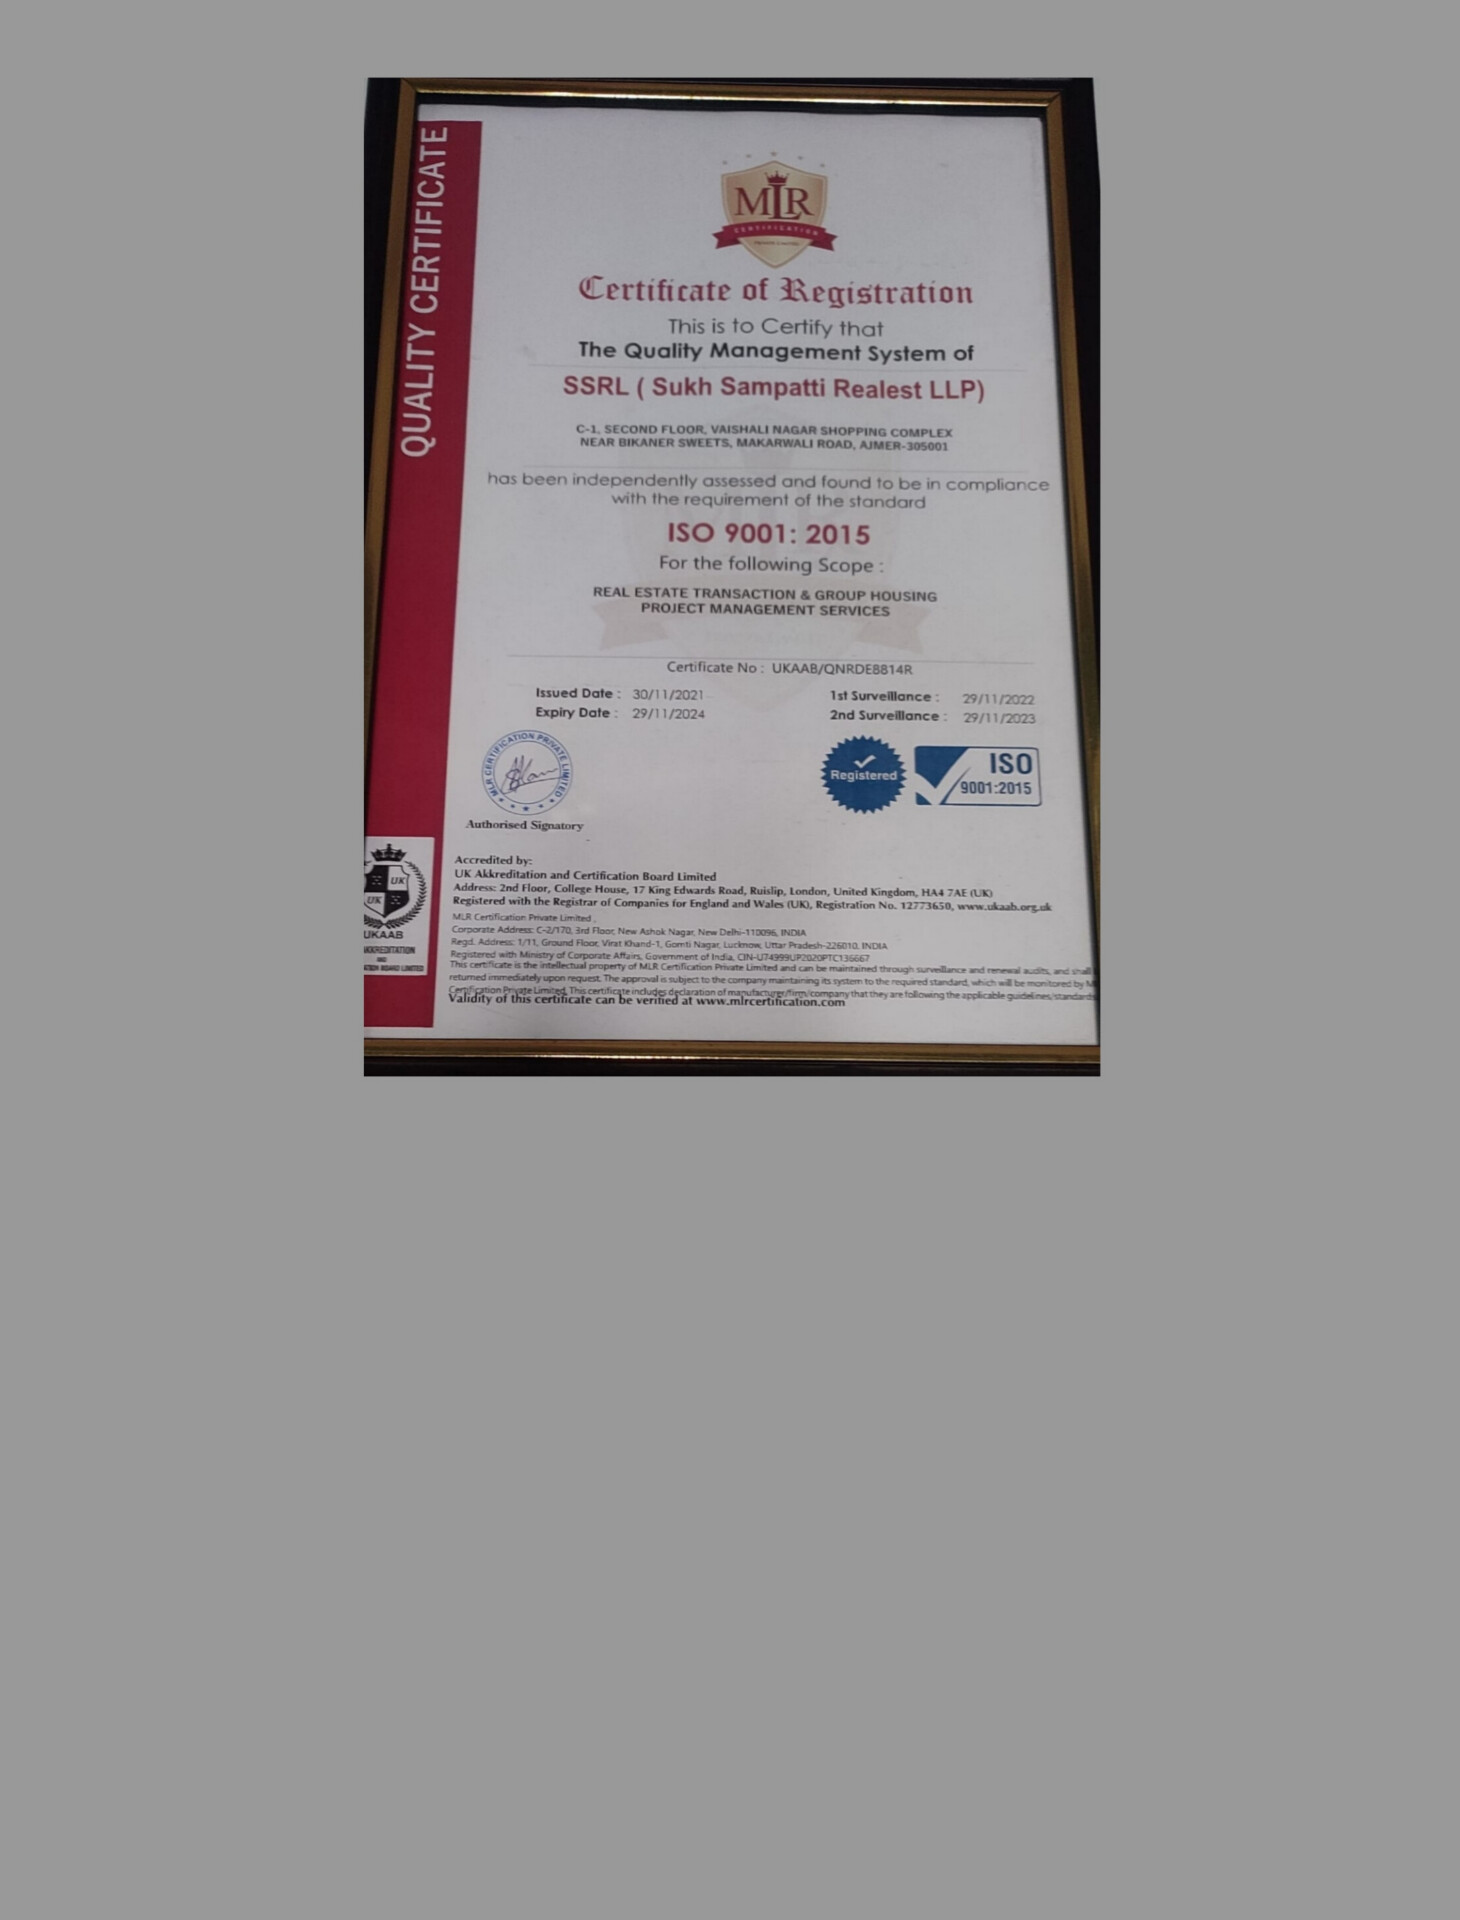 QUALITY CERTIFICATE
MLR
CERTIFICATION
PRIVATE LIMITED
Certificate of Registration
This is to Certify that
The Quality Management System of
SSRL ( Sukh Sampatti Realest LLP)
C-1, SECOND FLOOR, VAISHALI NAGAR SHOPPING COMPLEX
NEAR BIKANER SWEETS, MAKARWALI ROAD, AJMER-305001
has been independently assessed and found to be in compliance
with the requirement of the standard
ISO 9001: 2015
For the following Scope :
REAL ESTATE TRANSACTION & GROUP HOUSING
PROJECT MANAGEMENT SERVICES
Certificate No : UKAAB/QNRDE8814R
Issued Date : 30/11/2021 1st Surveillance : 29/11/2022
Expiry Date : 29/11/2024 2nd Surveillance : 29/11/2023
MLR CERTIFICATION PRIVATE LIMITED
Registered
ISO
9001:2015
Authorised Signatory
UK
UK
UKAAB
AKKREDITATION
AND
BOARD LIMITED
Accredited by:
UK Akkreditation and Certification Board Limited
Address: 2nd Floor, College House, 17 King Edwards Road, Ruislip, London, United Kingdom, HA4 7AE (UK)
Registered with the Registrar of Companies for England and Wales (UK), Registration No. 12773650, www.ukaab.org.uk
MLR Certification Private Limited .
Corporate Address: C-2/170, 3rd Floor, New Ashok Nagar, New Delhi-110096, INDIA
Regd. Address: 1/11, Ground Floor, Virat Khand-1, Gomti Nagar, Lucknow, Uttar Pradesh-226010, INDIA
Registered with Ministry of Corporate Affairs, Government of India, CIN-U74999UP2020PTC136667
This certificate is the intellectual property of MLR Certification Private Limited and can be maintained through surveillance and renewal audits, and shall
returned immediately upon request. The approval is subject to the company maintaining its system to the required standard, which will be monitored by
Certification Private Limited. This certificate includes declaration of manufacturer/firm/company that they are following the applicable guidelines/standards
Validity of this certificate can be verified at www.mlrcertification.com